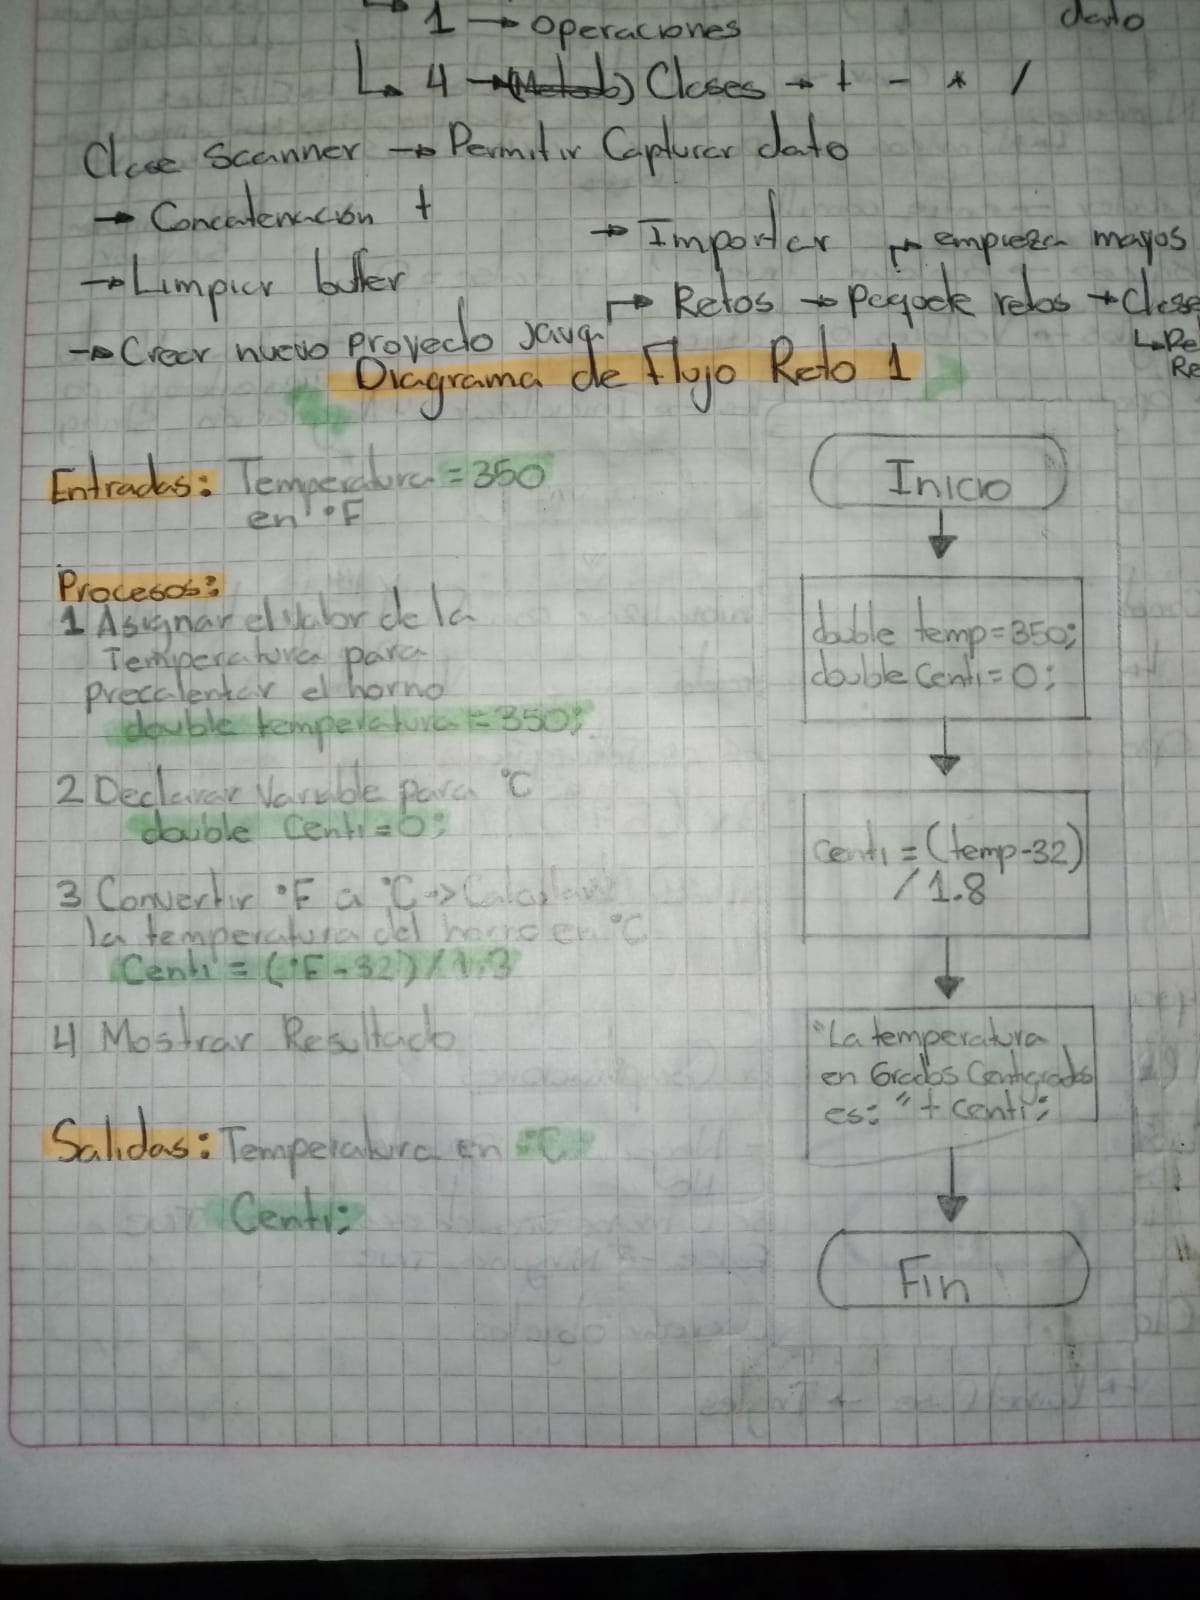 1 → Operaciones
dato
4 → Clases → + - * /
Clase Scanner → Permitir Capturar dato
→ Concatenación +
→ Importar
→ empieza mayos
→ Limpiar buffer
→ Retos → paquete retos → Clase
→ Crear nuevo proyecto Java
Re
Diagrama de Flujo Reto 1
Entradas: Temperatura = 350
en °F
Procesos:
1 Asignar el valor de la
Temperatura para
precalentar el horno
double temperatura = 350;
2 Declarar Variable para °C
double Centi = 0;
3 Convertir °F a °C → Calcular
la temperatura del horno en °C
Centi = (°F - 32) / 1.8
4 Mostrar Resultado
Salidas: Temperatura en °C
Centi;
Inicio
double temp = 350;
double Centi = 0;
Centi = (temp - 32)
/ 1.8
"La temperatura
en Grados Centigrados
es: " + Centi;
Fin